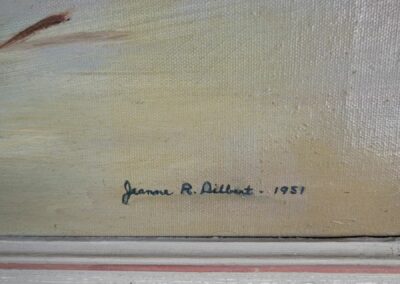 Jeanne R. Dilbert - 1951